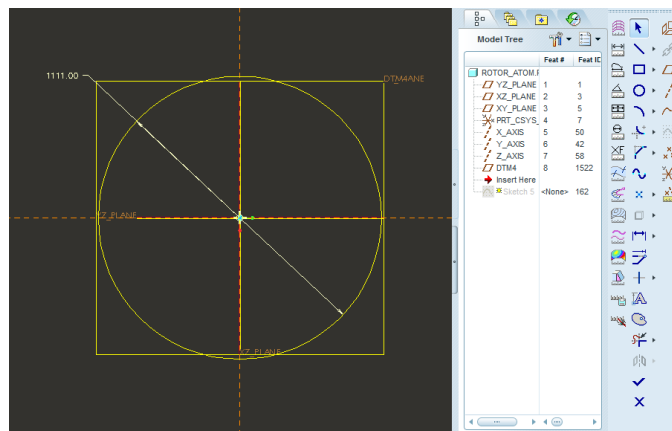 1111.00
DTM4ANE
YZ_PLANE
YZ_PLANE
Model Tree
Feat # Feat ID
ROTOR_ATOM.F
YZ_PLANE 1 1
XZ_PLANE 2 3
XY_PLANE 3 5
PRT_CSYS_ 4 7
X_AXIS 5 50
Y_AXIS 6 42
Z_AXIS 7 58
DTM4 8 1522
Insert Here
Sketch 5 <None> 162